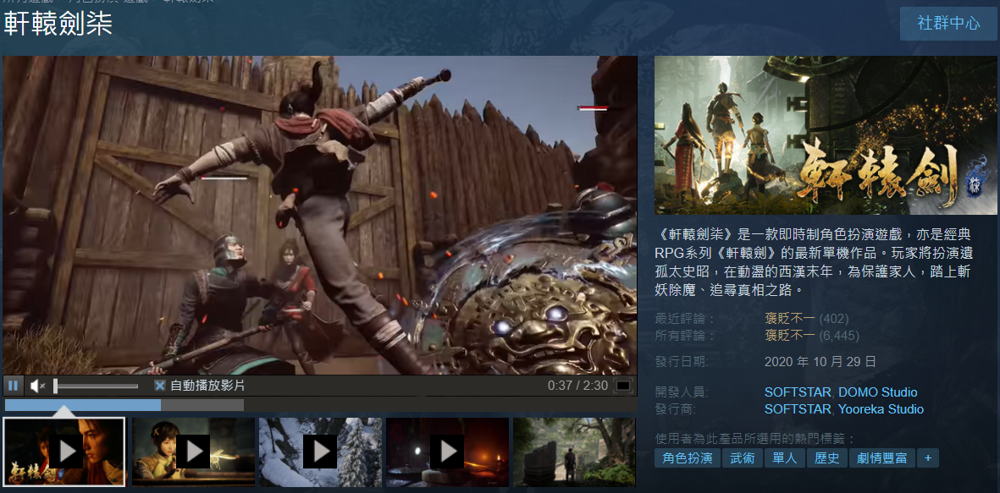 軒轅劍柒
社群中心
軒轅劍
柒
《軒轅劍柒》是一款即時制角色扮演遊戲，亦是經典
RPG系列《軒轅劍》的最新單機作品。玩家將扮演遺
孤太史昭，在動盪的西漢末年，為保護家人，踏上斬
妖除魔、追尋真相之路。
最近評論： 褒貶不一 (402)
所有評論： 褒貶不一 (6,445)
發行日期: 2020 年 10 月 29 日
開發人員: SOFTSTAR, DOMO Studio
發行商: SOFTSTAR, Yooreka Studio
使用者為此產品所選用的熱門標籤：
角色扮演 武術 單人 歷史 劇情豐富 +
自動播放影片 0:37 / 2:30
軒轅劍